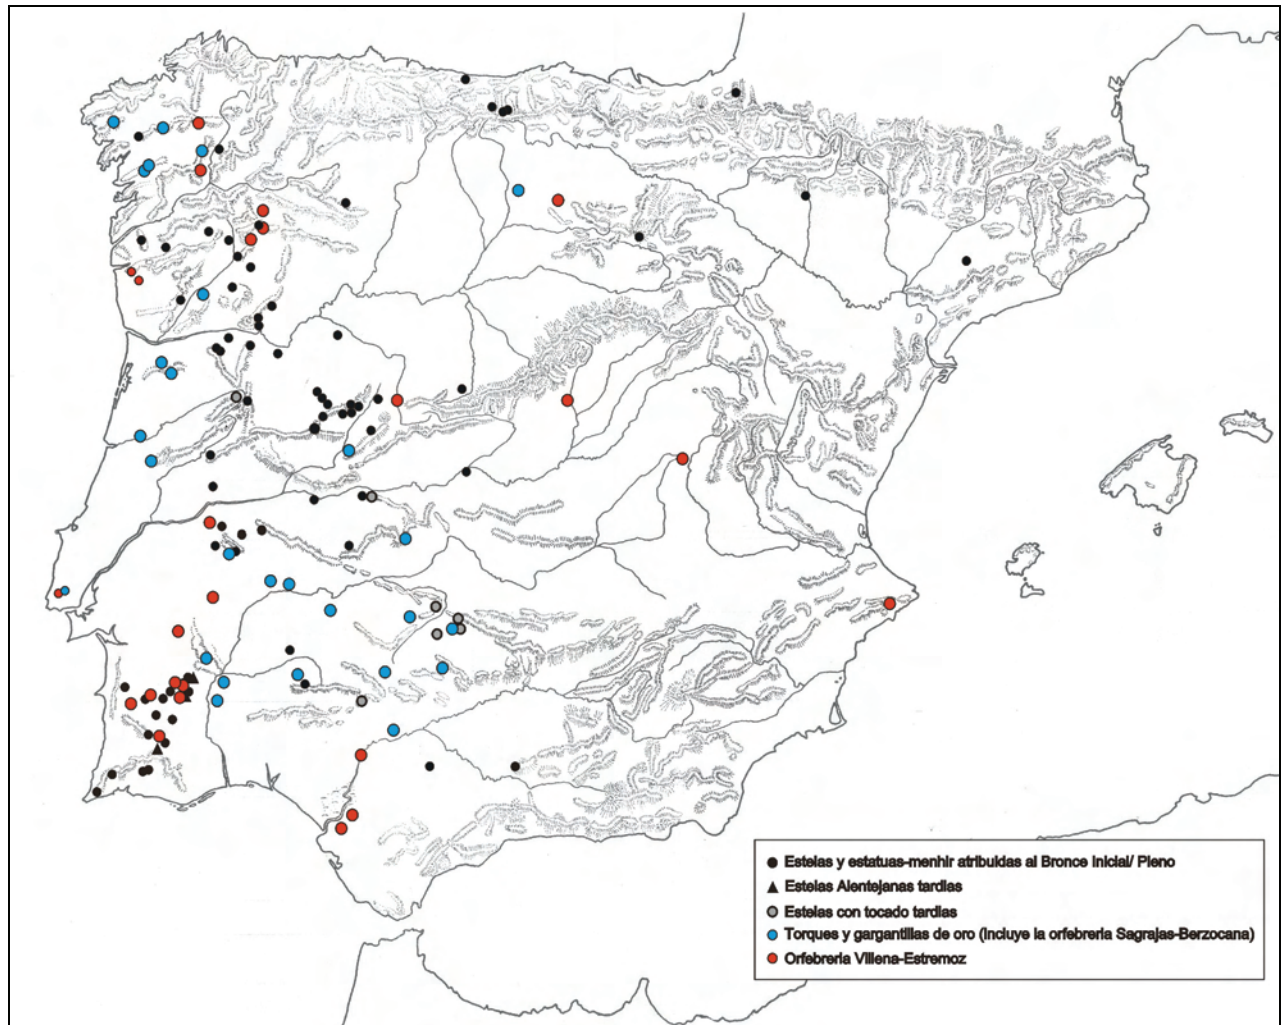 Estelas y estatuas-menhir atribuidas al Bronce Inicial/ Pleno
Estelas Alentejanas tardías
Estelas con tocado tardías
Torques y gargantillas de oro (Incluye la orfebrería Sagrajas-Berzocana)
Orfebrería Villena-Estremoz